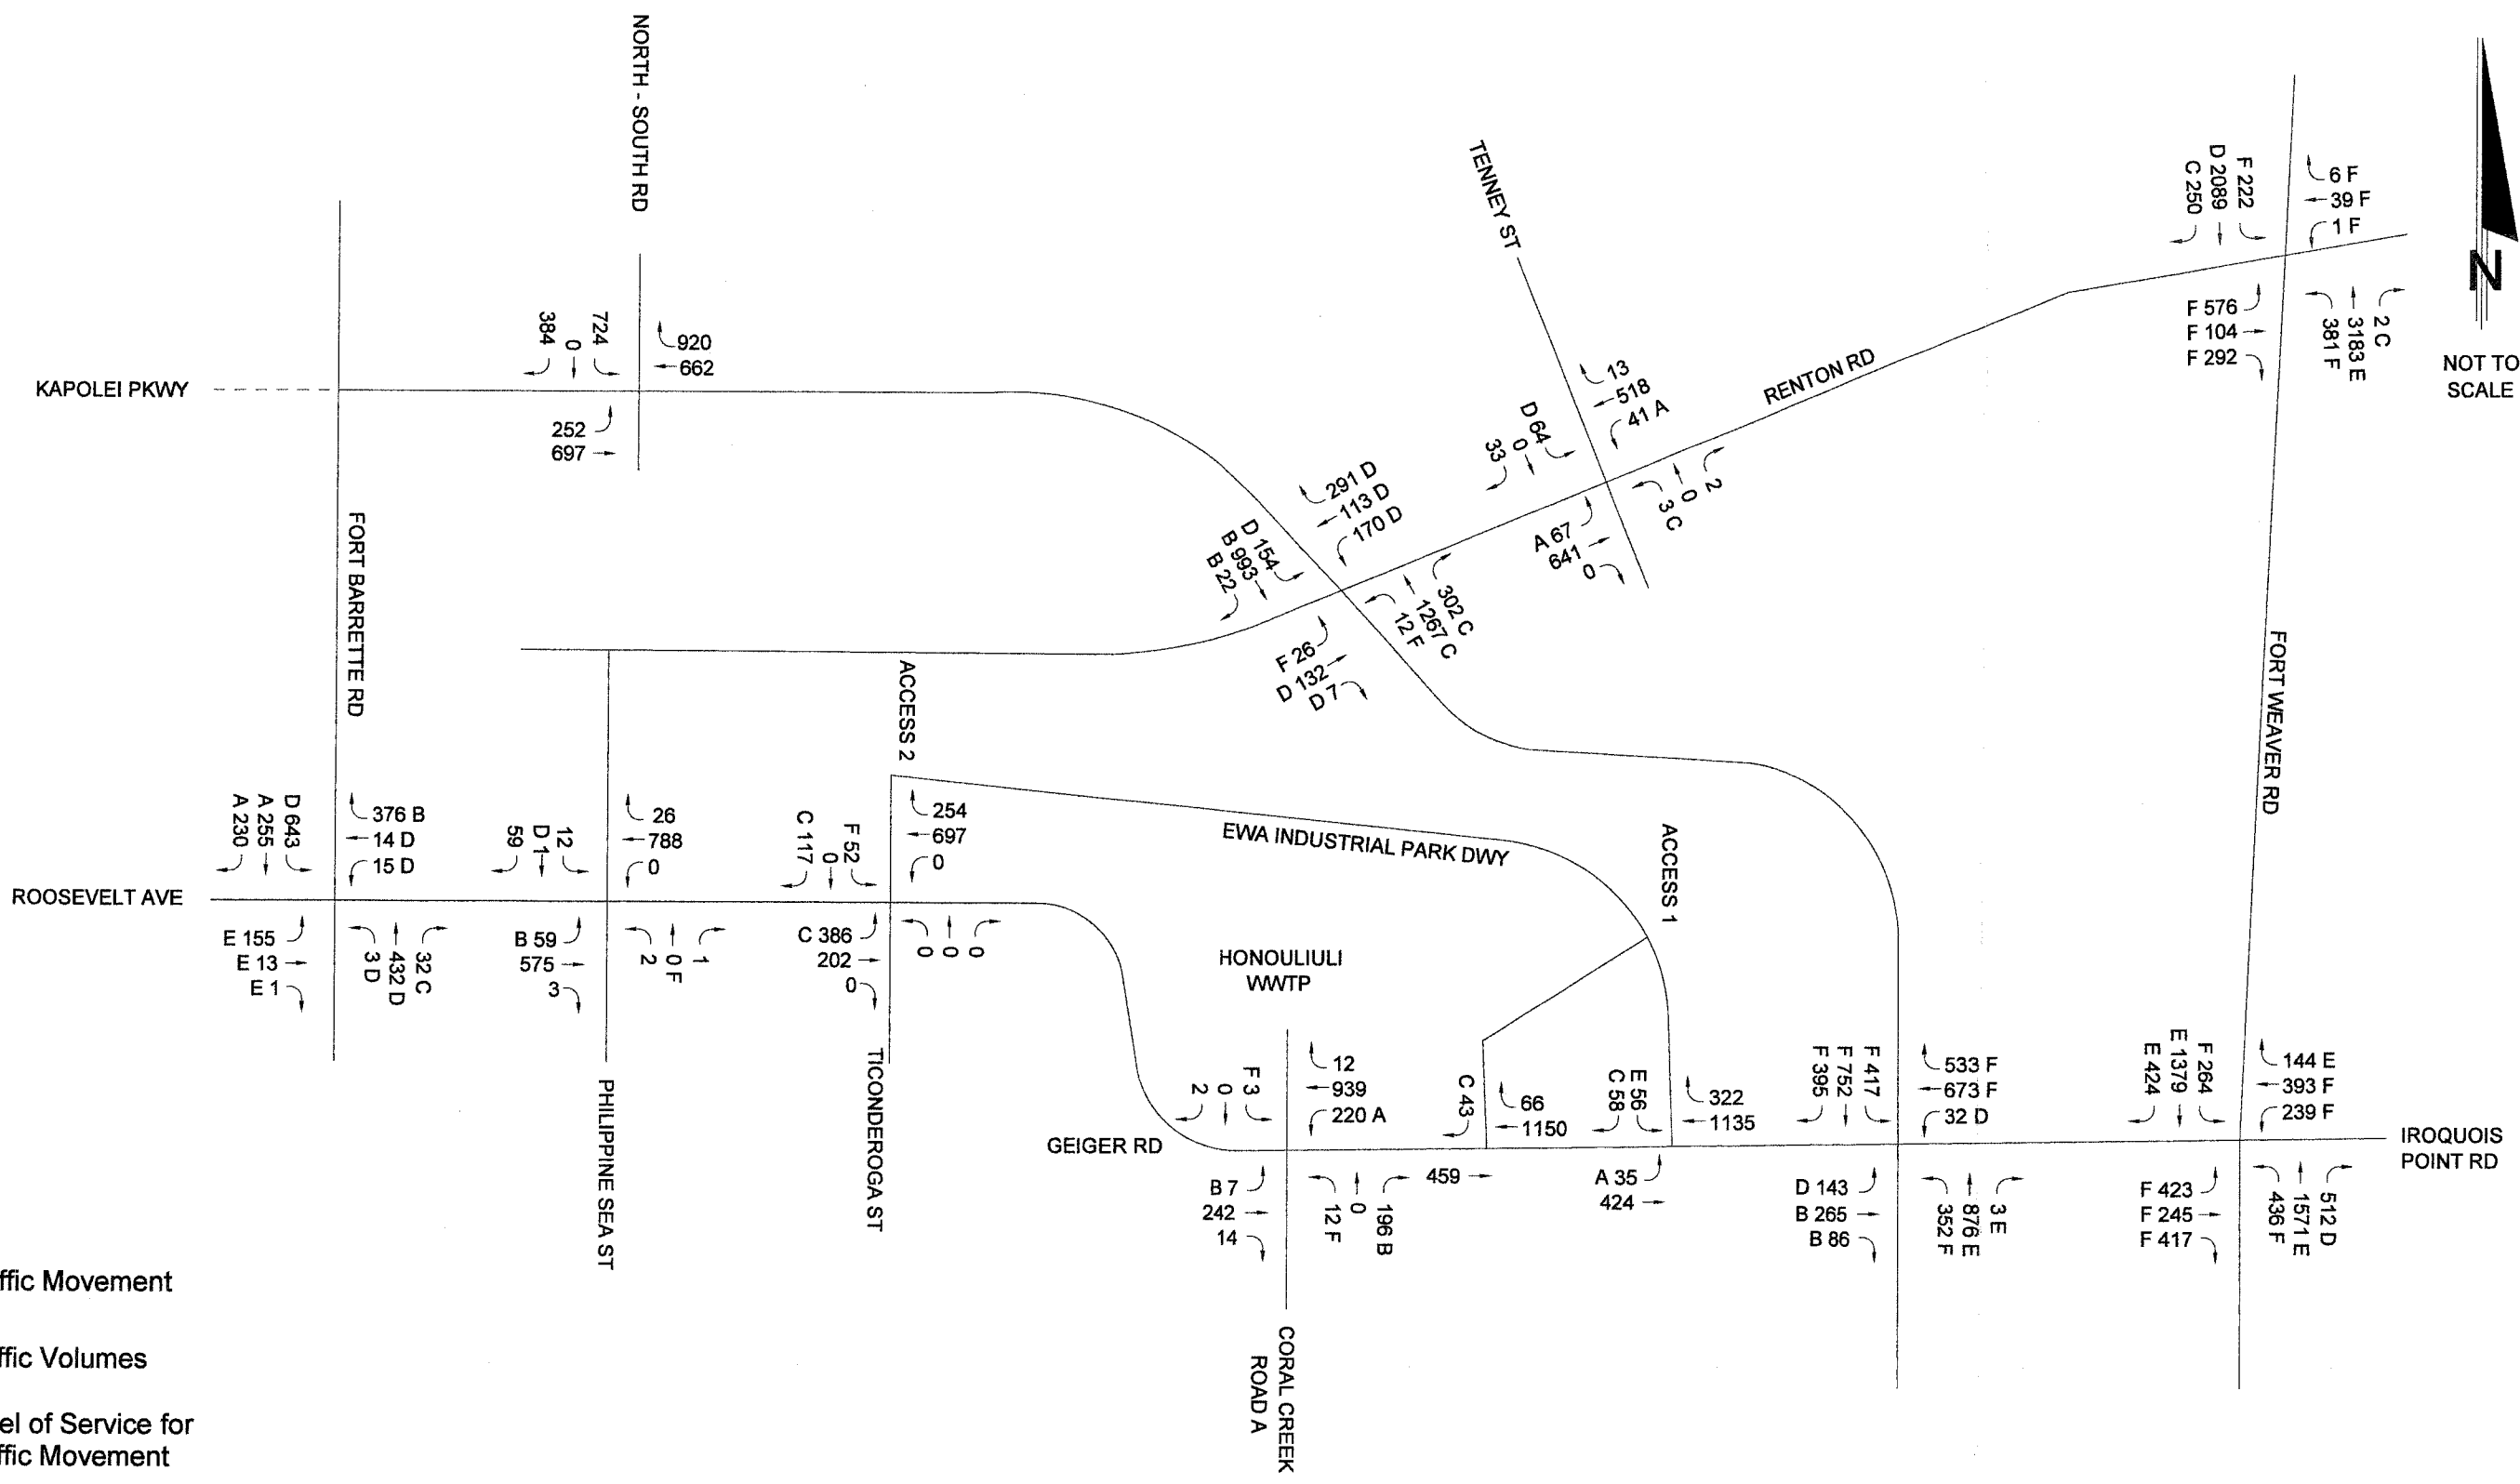 NORTH - SOUTH RD
TENNEY ST
N
NOT TO
SCALE
F 222
D 2089
C 250
6 F
39 F
1 F
F 576
F 104
F 292
2 C
3183 E
381 F
RENTON RD
KAPOLEI PKWY
724
0
384
920
662
252
697
13
518
41 A
D 64
0
33
2
0
3 C
A 67
641
0
291 D
113 D
170 D
D 154
B 993
B 22
302 C
1267 C
12 F
F 26
D 132
D 7
FORT BARRETTE RD
FORT WEAVER RD
ACCESS 2
EWA INDUSTRIAL PARK DWY
ACCESS 1
ROOSEVELT AVE
D 643
A 255
A 230
376 B
14 D
15 D
E 155
E 13
E 1
32 C
432 D
3 D
12
D 1
59
26
788
0
B 59
575
3
1
0 F
2
F 52
0
C 117
254
697
0
C 386
202
0
0
0
0
PHILIPPINE SEA ST
TICONDEROGA ST
HONOULIULI
WWTP
GEIGER RD
F 3
0
2
12
939
220 A
B 7
242
14
196 B
0
12 F
CORAL CREEK
ROAD A
C 43
66
1150
459
E 56
C 58
322
1135
A 35
424
F 417
F 752
F 395
533 F
673 F
32 D
D 143
B 265
B 86
3 E
876 E
352 F
F 264
E 1379
E 424
144 E
393 F
239 F
F 423
F 245
F 417
512 D
1571 E
436 F
IROQUOIS
POINT RD
ffic Movement
ffic Volumes
el of Service for
ffic Movement